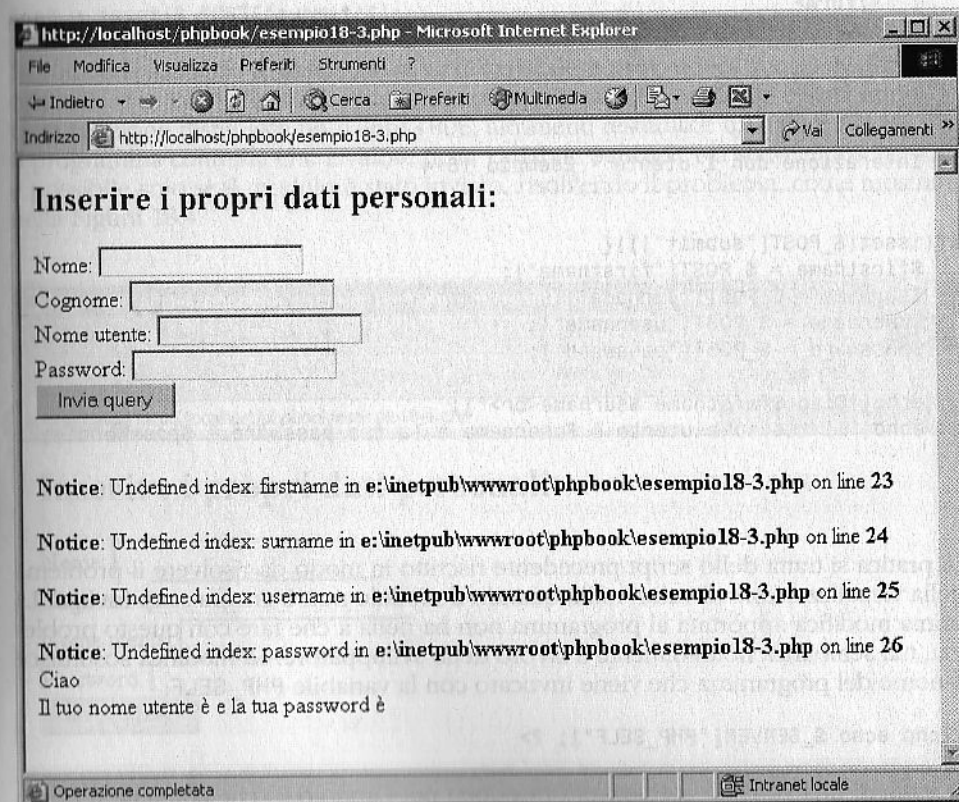 http://localhost/phpbook/esempio18-3.php - Microsoft Internet Explorer
File Modifica Visualizza Preferiti Strumenti ?
Indietro Cerca Preferiti Multimedia
Indirizzo http://localhost/phpbook/esempio18-3.php Vai Collegamenti »
Inserire i propri dati personali:
Nome:
Cognome:
Nome utente:
Password:
Invia query
Notice: Undefined index: firstname in e:\inetpub\wwwroot\phpbook\esempio18-3.php on line 23
Notice: Undefined index: surname in e:\inetpub\wwwroot\phpbook\esempio18-3.php on line 24
Notice: Undefined index: username in e:\inetpub\wwwroot\phpbook\esempio18-3.php on line 25
Notice: Undefined index: password in e:\inetpub\wwwroot\phpbook\esempio18-3.php on line 26
Ciao
Il tuo nome utente è e la tua password è
Operazione completata Intranet locale